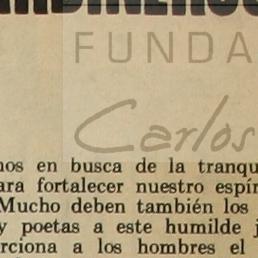 FUNDA
Carlos
nos en busca de la tranqu
ara fortalecer nuestro espír
Mucho deben también los
y poetas a este humilde j
orciona a los hombres el